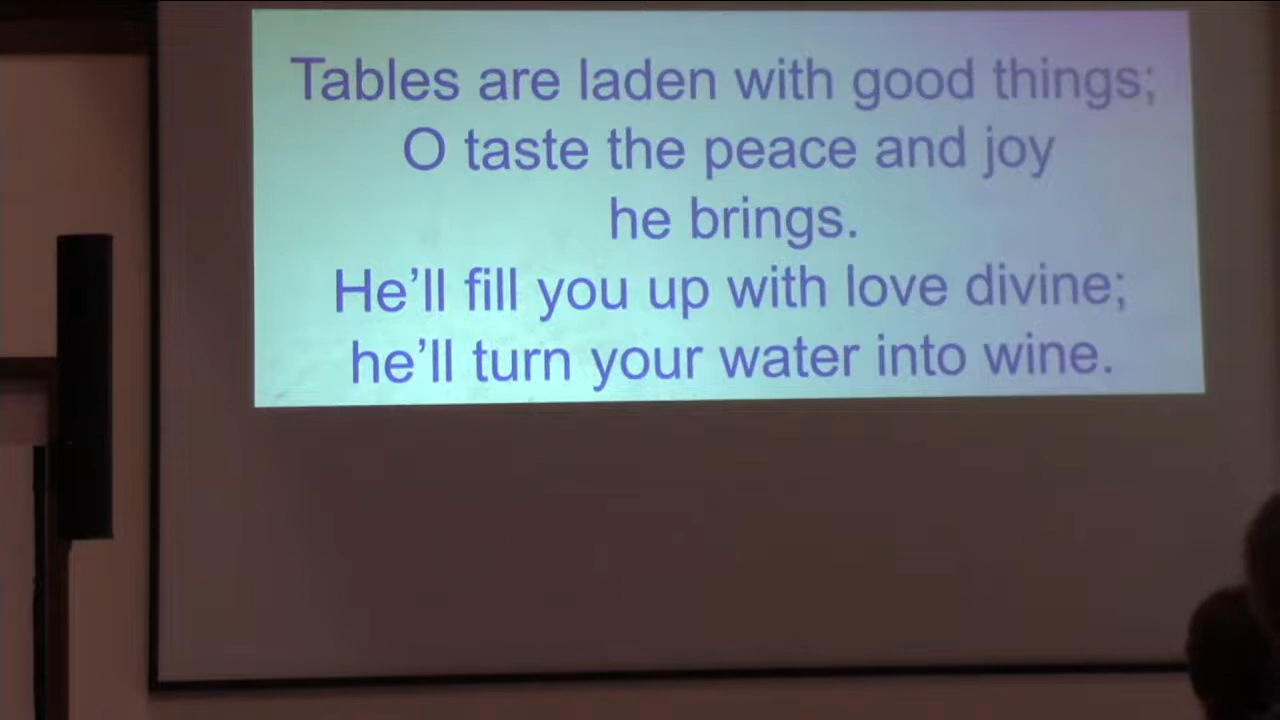 Tables are laden with good things;
O taste the peace and joy
he brings.
He’ll fill you up with love divine;
he’ll turn your water into wine.